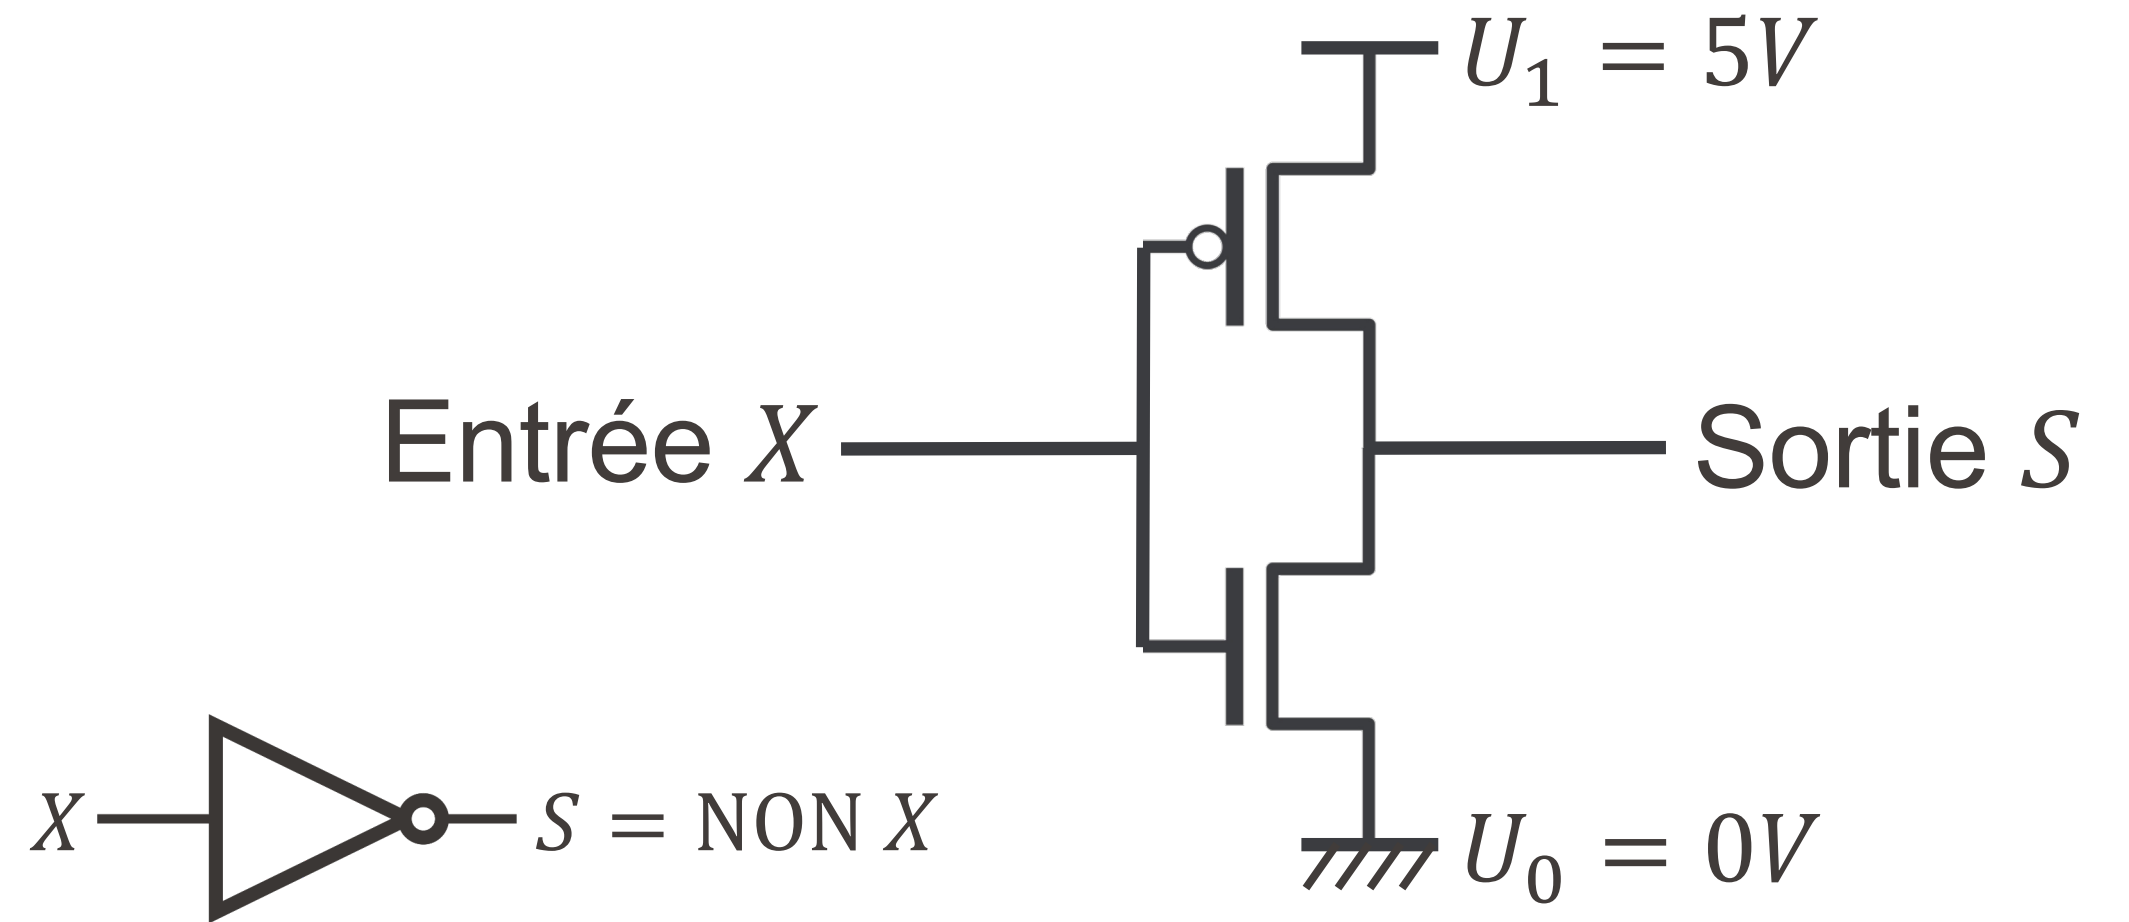 U₁ = 5V
Entrée X
Sortie S
X
S = NON X
U₀ = 0V